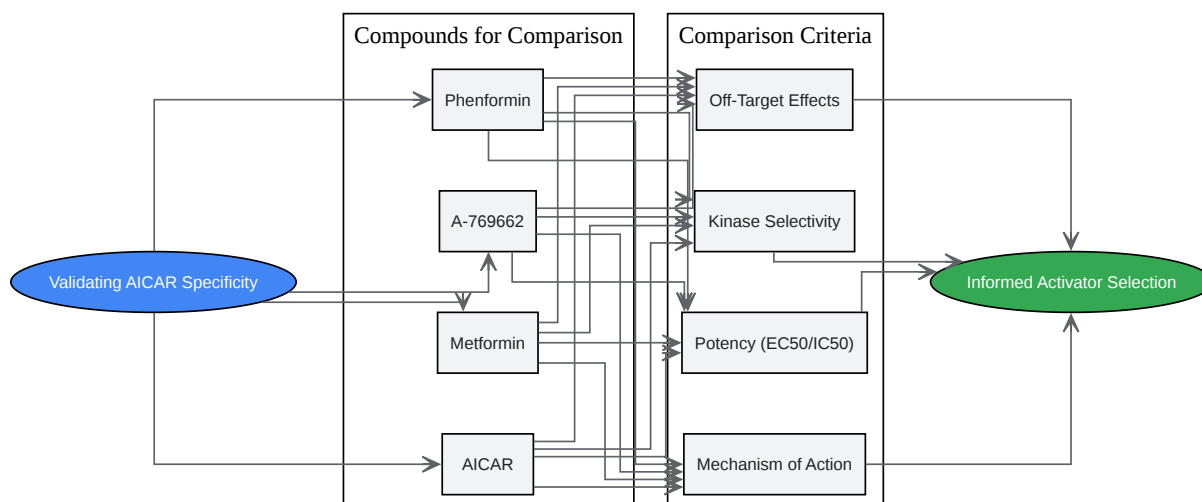 Compounds for Comparison
Comparison Criteria
Phenformin
Off-Target Effects
A-769662
Kinase Selectivity
Validating AICAR Specificity
Informed Activator Selection
Metformin
Potency (EC50/IC50)
AICAR
Mechanism of Action